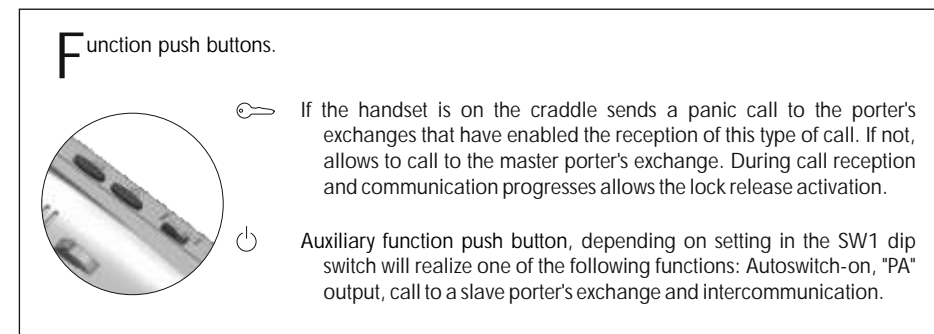 Function push buttons.
If the handset is on the craddle sends a panic call to the porter's
exchanges that have enabled the reception of this type of call. If not,
allows to call to the master porter's exchange. During call reception
and communication progresses allows the lock release activation.
Auxiliary function push button, depending on setting in the SW1 dip
switch will realize one of the following functions: Autoswitch-on, "PA"
output, call to a slave porter's exchange and intercommunication.